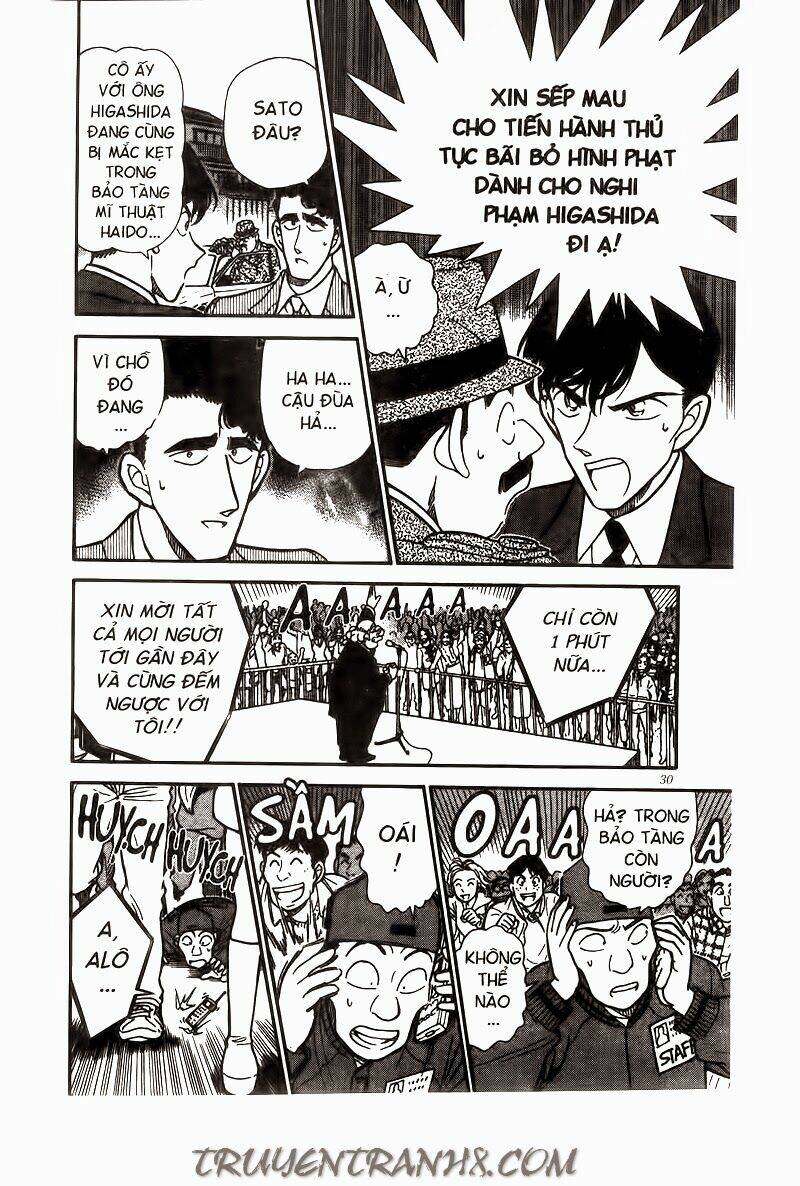 CÔ ẤY
VỚI ÔNG
HIGASHIDA
ĐANG CÙNG
BỊ MẮC KẸT
TRONG
BẢO TÀNG
MĨ THUẬT
HAIDO...
SATO
ĐÂU?
XIN SẾP MAU
CHO TIẾN HÀNH THỦ
TỤC BÃI BỎ HÌNH PHẠT
DÀNH CHO NGHI
PHẠM HIGASHIDA
ĐI Ạ!
À, Ừ
...
VÌ CHỖ
ĐÓ
ĐANG
...
HA HA...
CẬU ĐÙA
HẢ...
XIN MỜI TẤT
CẢ MỌI NGƯỜI
TỚI GẦN ĐÂY
VÀ CÙNG ĐẾM
NGƯỢC VỚI
TÔI!!
A A A A A
CHỈ CÒN
1 PHÚT
NỮA...
30
HUỴCH
HUỴCH
A,
ALÔ
...
SẦM
OÁI
!
OAA
A
HẢ? TRONG
BẢO TÀNG
CÒN
NGƯỜI?
KHÔNG
THỂ
NÀO
...
STAFF
TRUYENTRANH8.COM